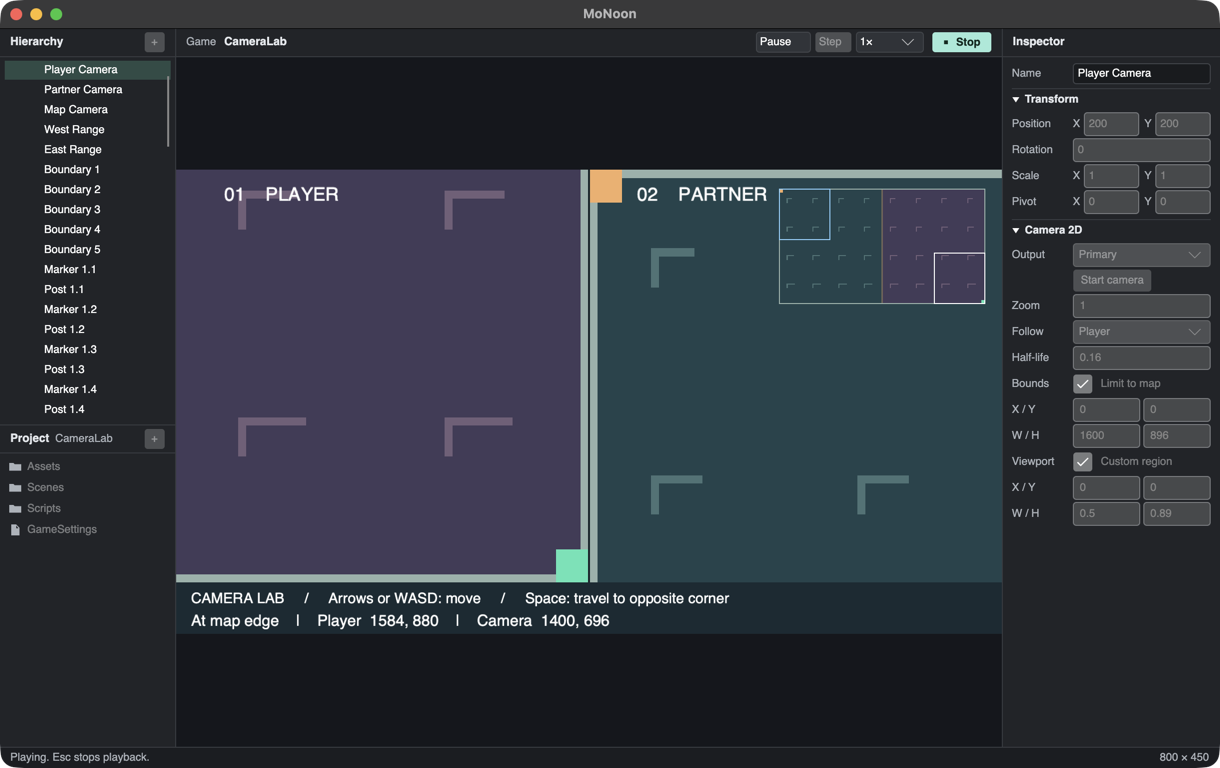 MoNoon
Hierarchy +
Game CameraLab
Pause Step 1× Stop
Inspector
Player Camera
Partner Camera
Map Camera
West Range
East Range
Boundary 1
Boundary 2
Boundary 3
Boundary 4
Boundary 5
Marker 1.1
Post 1.1
Marker 1.2
Post 1.2
Marker 1.3
Post 1.3
Marker 1.4
Post 1.4
Project CameraLab +
Assets
Scenes
Scripts
GameSettings
01 PLAYER
02 PARTNER
CAMERA LAB / Arrows or WASD: move / Space: travel to opposite corner
At map edge | Player 1584, 880 | Camera 1400, 696
Name Player Camera
Transform
Position X 200 Y 200
Rotation 0
Scale X 1 Y 1
Pivot X 0 Y 0
Camera 2D
Output Primary
Start camera
Zoom 1
Follow Player
Half-life 0.16
Bounds Limit to map
X / Y 0 0
W / H 1600 896
Viewport Custom region
X / Y 0 0
W / H 0.5 0.89
Playing. Esc stops playback.
800 × 450